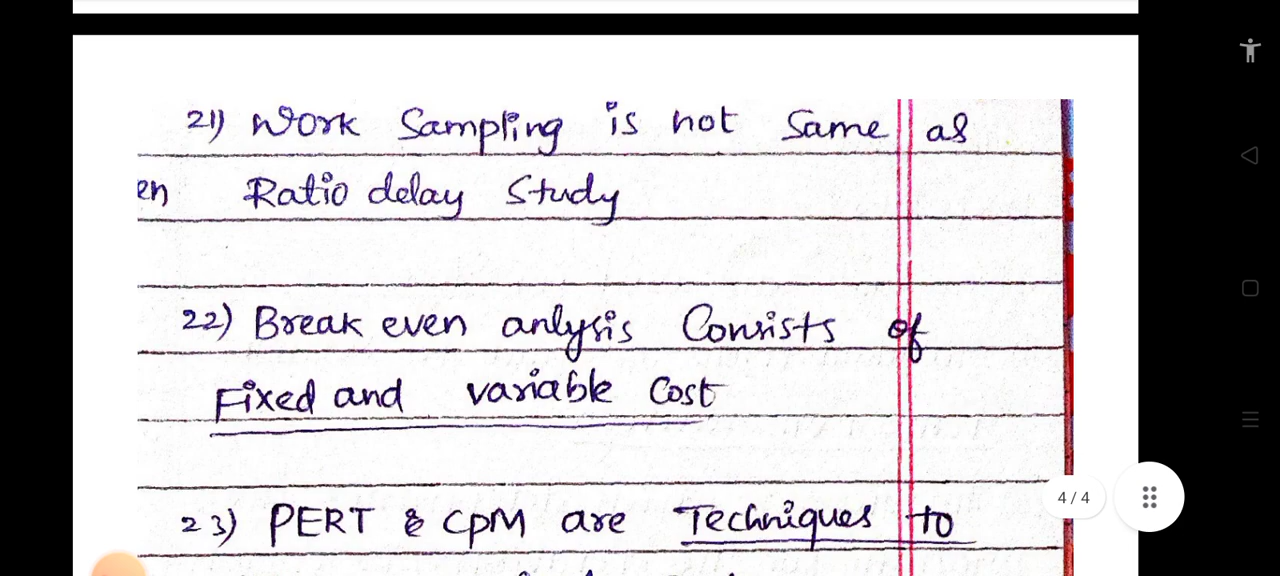 21) Work Sampling is not Same as
en Ratio delay Study
22) Break even anlysis Consists of
Fixed and variable Cost
23) PERT & CPM are Techniques to
4 / 4